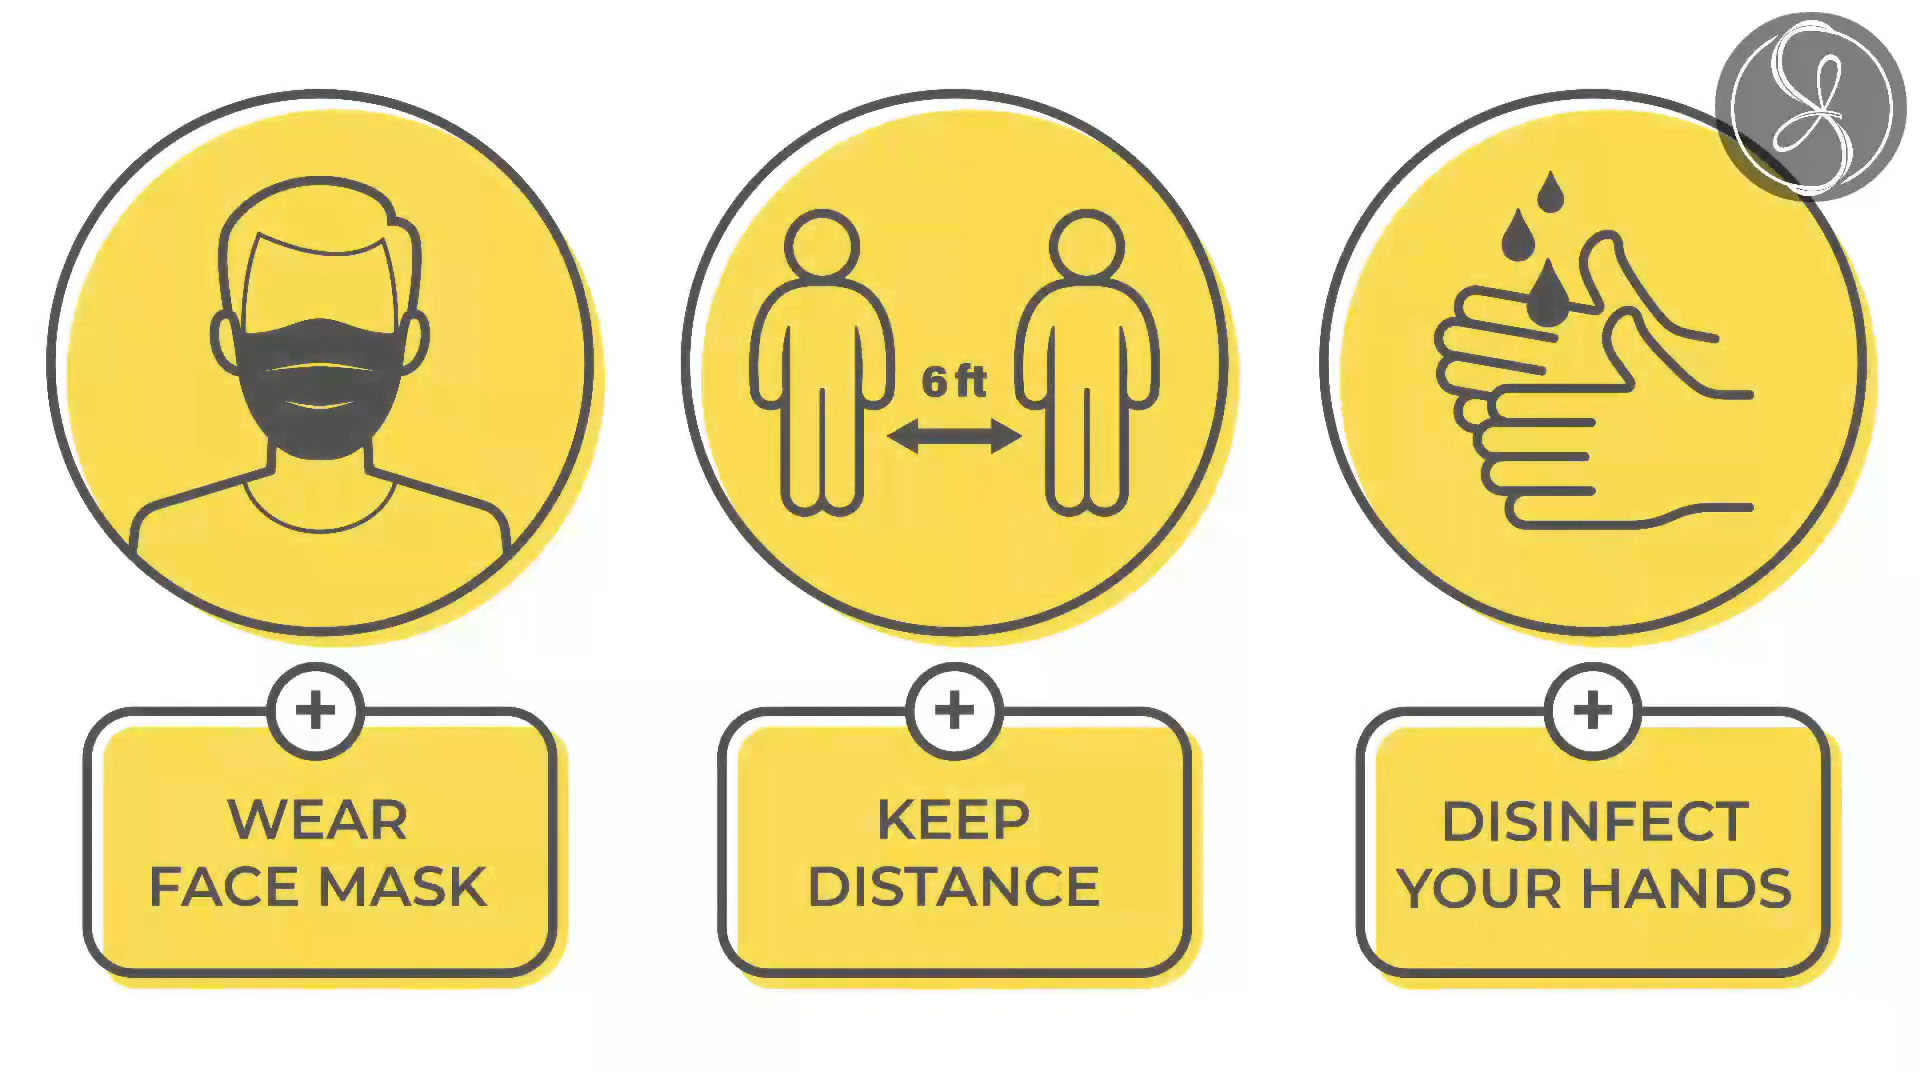 6 ft
WEAR
FACE MASK
KEEP
DISTANCE
DISINFECT
YOUR HANDS